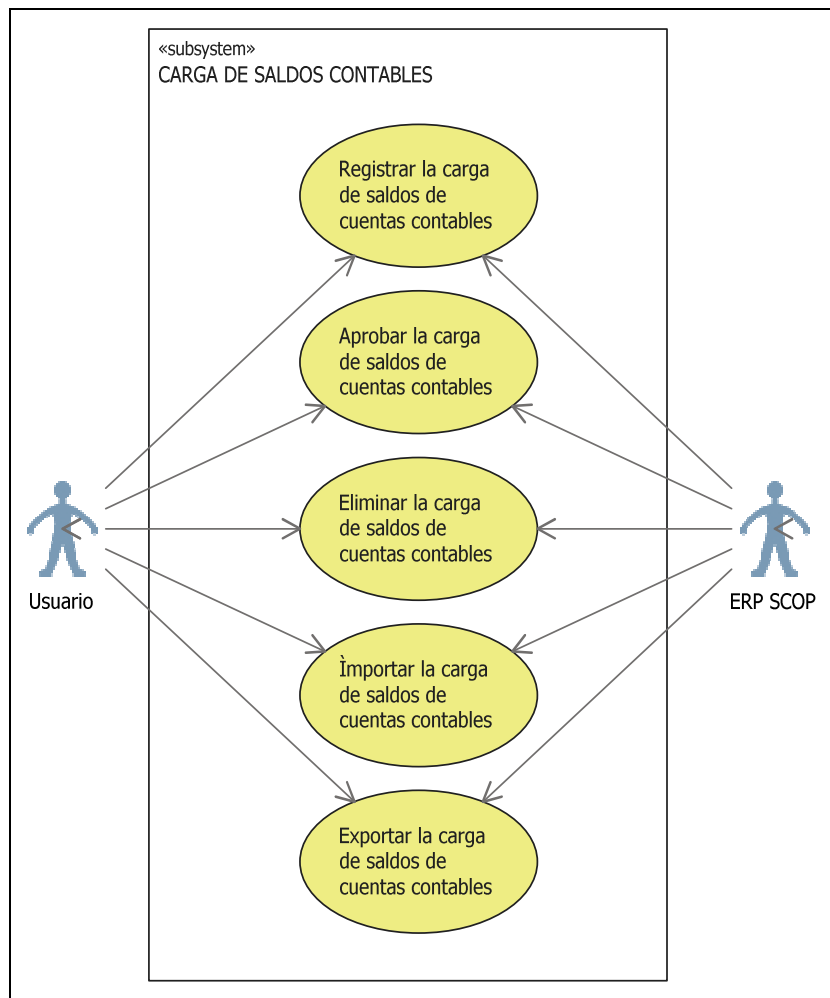 «subsystem»
CARGA DE SALDOS CONTABLES
Registrar la carga
de saldos de
cuentas contables
Aprobar la carga
de saldos de
cuentas contables
Eliminar la carga
de saldos de
cuentas contables
Usuario
ERP SCOP
Ìmportar la carga
de saldos de
cuentas contables
Exportar la carga
de saldos de
cuentas contables